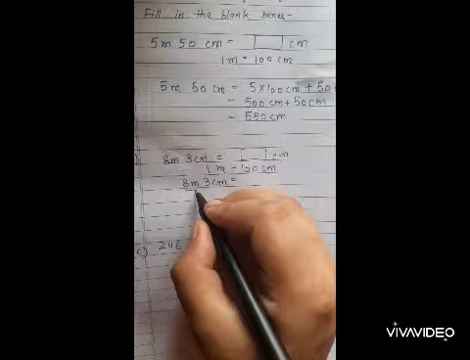 Fill in the blank boxes-
5m 50 cm = cm
1m = 100 cm
5m 50 cm = 5×100 cm + 50
= 500 cm + 50 cm
= 550 cm
8m 3cm = cm
1m = 100 cm
8m 3cm =
c) 246
VIVAVIDEO